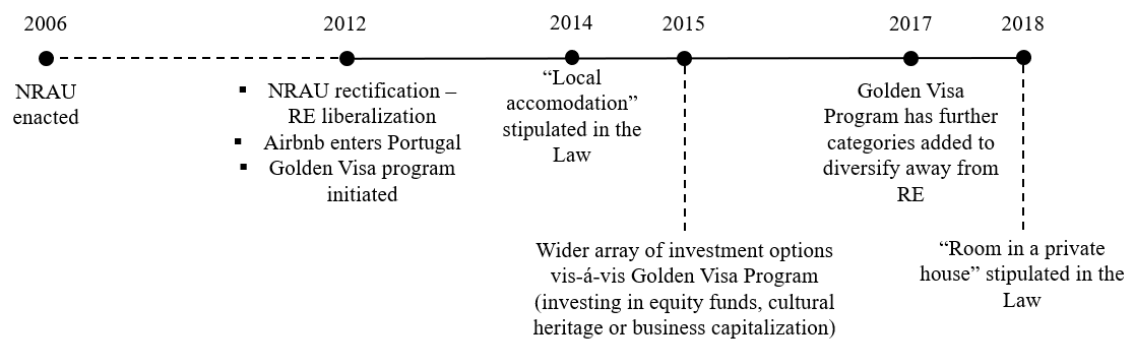 2006
2012
2014
2015
2017
2018
NRAU
enacted
▪ NRAU rectification –
RE liberalization
▪ Airbnb enters Portugal
▪ Golden Visa program
initiated
“Local
accomodation”
stipulated in the
Law
Wider array of investment options
vis-á-vis Golden Visa Program
(investing in equity funds, cultural
heritage or business capitalization)
Golden Visa
Program has further
categories added to
diversify away from
RE
“Room in a private
house” stipulated in the
Law